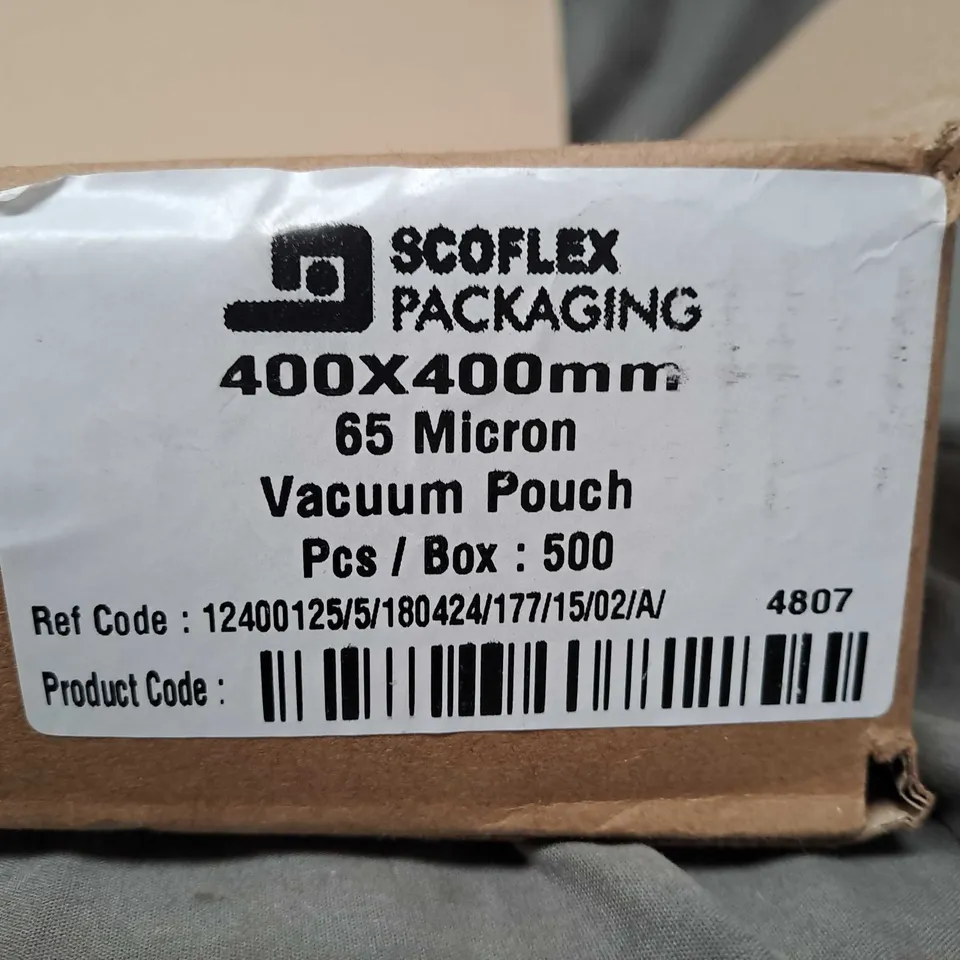 SCOFLEX
PACKAGING
400X400mm
65 Micron
Vacuum Pouch
Pcs / Box : 500
Ref Code : 12400125/5/180424/177/15/02/A/ 4807
Product Code :